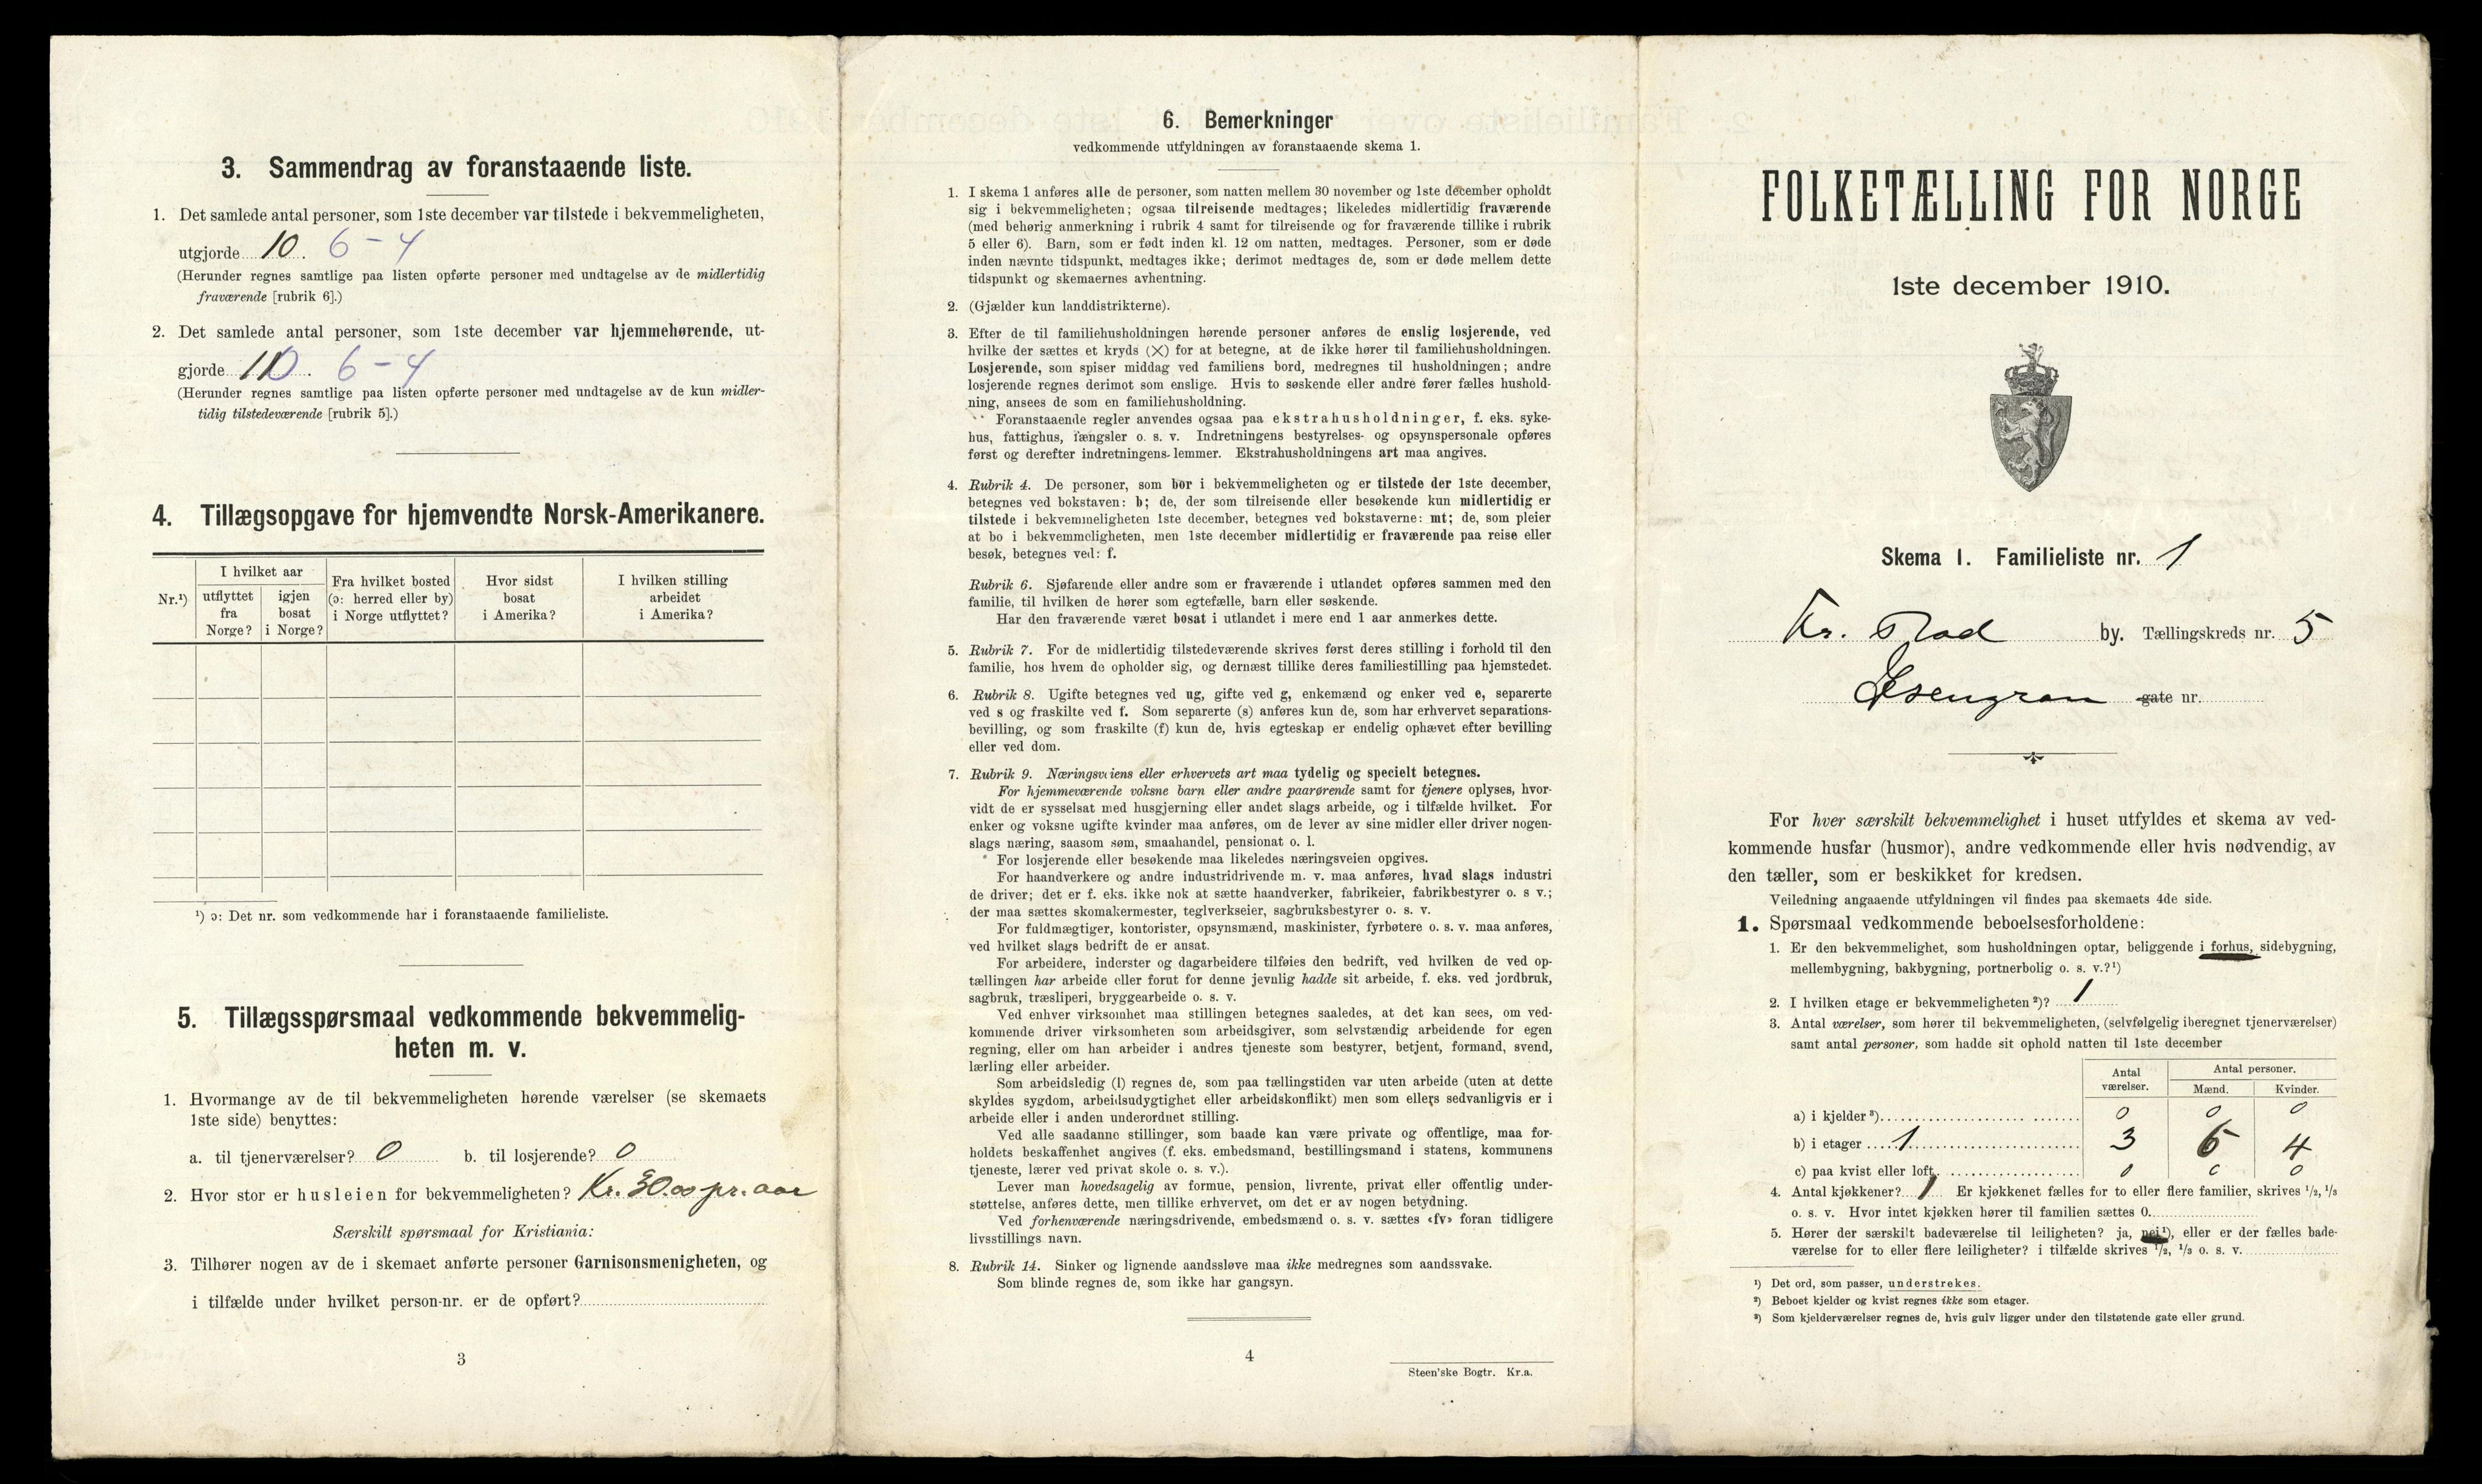 3. Sammendrag av foranstaaende liste.
1. Det samlede antal personer, som 1ste december var tilstede i bekvemmeligheten,
utgjorde 10. 6 - 4
(Herunder regnes samtlige paa listen opførte personer med undtagelse av de midlertidig
fraværende [rubrik 6].)
2. Det samlede antal personer, som 1ste december var hjemmehørende, ut-
gjorde 10. 6 - 4
(Herunder regnes samtlige paa listen opførte personer med undtagelse av de kun midler-
tidig tilstedeværende [rubrik 5].)
4. Tillægsopgave for hjemvendte Norsk-Amerikanere.
Nr.¹)
I hvilket aar
utflyttet fra Norge?
igjen bosat i Norge?
Fra hvilket bosted (ɔ: herred eller by) i Norge utflyttet?
Hvor sidst bosat i Amerika?
I hvilken stilling arbeidet i Amerika?
¹) ɔ: Det nr. som vedkommende har i foranstaaende familieliste.
5. Tillægsspørsmaal vedkommende bekvemmelig-
heten m. v.
1. Hvormange av de til bekvemmeligheten hørende værelser (se skemaets
1ste side) benyttes:
a. til tjenerværelser? 0 b. til losjerende? 0
2. Hvor stor er husleien for bekvemmeligheten? Kr. 30.00 pr. aar
Særskilt spørsmaal for Kristiania:
3. Tilhører nogen av de i skemaet anførte personer Garnisonsmenigheten, og
i tilfælde under hvilket person-nr. er de opført?
3
6. Bemerkninger
vedkommende utfyldningen av foranstaaende skema 1.
1. I skema 1 anføres alle de personer, som natten mellem 30 november og 1ste december opholdt
sig i bekvemmeligheten; ogsaa tilreisende medtages; likeledes midlertidig fraværende
(med behørig anmerkning i rubrik 4 samt for tilreisende og for fraværende tillike i rubrik
5 eller 6). Barn, som er født inden kl. 12 om natten, medtages. Personer, som er døde
inden nævnte tidspunkt, medtages ikke; derimot medtages de, som er døde mellem dette
tidspunkt og skemaernes avhentning.
2. (Gjælder kun landdistrikterne).
3. Efter de til familiehusholdningen hørende personer anføres de enslig losjerende, ved
hvilke der sættes et kryds (×) for at betegne, at de ikke hører til familiehusholdningen.
Losjerende, som spiser middag ved familiens bord, medregnes til husholdningen; andre
losjerende regnes derimot som enslige. Hvis to søskende eller andre fører fælles hushold-
ning, ansees de som en familiehusholdning.
Foranstaaende regler anvendes ogsaa paa ekstrahusholdninger, f. eks. syke-
hus, fattighus, fængsler o. s. v. Indretningens bestyrelses- og opsynspersonale opføres
først og derefter indretningens lemmer. Ekstrahusholdningens art maa angives.
4. Rubrik 4. De personer, som bor i bekvemmeligheten og er tilstede der 1ste december,
betegnes ved bokstaven: b; de, der som tilreisende eller besøkende kun midlertidig er
tilstede i bekvemmeligheten 1ste december, betegnes ved bokstaverne: mt; de, som pleier
at bo i bekvemmeligheten, men 1ste december midlertidig er fraværende paa reise eller
besøk, betegnes ved: f.
Rubrik 6. Sjøfarende eller andre som er fraværende i utlandet opføres sammen med den
familie, til hvilken de hører som egtefælle, barn eller søskende.
Har den fraværende været bosat i utlandet i mere end 1 aar anmerkes dette.
5. Rubrik 7. For de midlertidig tilstedeværende skrives først deres stilling i forhold til den
familie, hos hvem de opholder sig, og dernæst tillike deres familiestilling paa hjemstedet.
6. Rubrik 8. Ugifte betegnes ved ug, gifte ved g, enkemænd og enker ved e, separerte
ved s og fraskilte ved f. Som separerte (s) anføres kun de, som har erhvervet separations-
bevilling, og som fraskilte (f) kun de, hvis egteskap er endelig ophævet efter bevilling
eller ved dom.
7. Rubrik 9. Næringsveiens eller erhvervets art maa tydelig og specielt betegnes.
For hjemmeværende voksne barn eller andre paarørende samt for tjenere oplyses, hvor-
vidt de er sysselsat med husgjerning eller andet slags arbeide, og i tilfælde hvilket. For
enker og voksne ugifte kvinder maa anføres, om de lever av sine midler eller driver nogen-
slags næring, saasom søm, smaahandel, pensionat o. l.
For losjerende eller besøkende maa likeledes næringsveien opgives.
For haandverkere og andre industridrivende m. v. maa anføres, hvad slags industri
de driver; det er f. eks. ikke nok at sætte haandverker, fabrikeier, fabrikbestyrer o. s v.;
der maa sættes skomakermester, teglverkseier, sagbruksbestyrer o. s. v.
For fuldmægtiger, kontorister, opsynsmænd, maskinister, fyrbøtere o. s. v. maa anføres,
ved hvilket slags bedrift de er ansat.
For arbeidere, inderster og dagarbeidere tilføies den bedrift, ved hvilken de ved op-
tællingen har arbeide eller forut for denne jevnlig hadde sit arbeide, f. eks. ved jordbruk,
sagbruk, træsliperi, bryggearbeide o. s. v.
Ved enhver virksomhet maa stillingen betegnes saaledes, at det kan sees, om ved-
kommende driver virksomheten som arbeidsgiver, som selvstændig arbeidende for egen
regning, eller om han arbeider i andres tjeneste som bestyrer, betjent, formand, svend,
lærling eller arbeider.
Som arbeidsledig (l) regnes de, som paa tællingstiden var uten arbeide (uten at dette
skyldes sygdom, arbeidsudygtighet eller arbeidskonflikt) men som ellers sedvanligvis er i
arbeide eller i anden underordnet stilling.
Ved alle saadanne stillinger, som baade kan være private og offentlige, maa for-
holdets beskaffenhet angives (f. eks. embedsmand, bestillingsmand i statens, kommunens
tjeneste, lærer ved privat skole o. s. v.).
Lever man hovedsagelig av formue, pension, livrente, privat eller offentlig under-
støttelse, anføres dette, men tillike erhvervet, om det er av nogen betydning.
Ved forhenværende næringsdrivende, embedsmænd o. s. v. sættes «fv» foran tidligere
livsstillings navn.
8. Rubrik 14. Sinker og lignende aandssløve maa ikke medregnes som aandssvake.
Som blinde regnes de, som ikke har gangsyn.
4
Steen'ske Bogtr. Kr.a.
FOLKETÆLLING FOR NORGE
1ste december 1910.
Skema 1. Familieliste nr. 1
Kr. Stad by. Tællingskreds nr. 5
Isengran gate nr.
For hver særskilt bekvemmelighet i huset utfyldes et skema av ved-
kommende husfar (husmor), andre vedkommende eller hvis nødvendig, av
den tæller, som er beskikket for kredsen.
Veiledning angaaende utfyldningen vil findes paa skemaets 4de side.
1. Spørsmaal vedkommende beboelsesforholdene:
1. Er den bekvemmelighet, som husholdningen optar, beliggende i forhus, sidebygning,
mellembygning, bakbygning, portnerbolig o. s. v.?¹)
2. I hvilken etage er bekvemmeligheten²)? 1
3. Antal værelser, som hører til bekvemmeligheten, (selvfølgelig iberegnet tjenerværelser)
samt antal personer, som hadde sit ophold natten til 1ste december
Antal værelser.
Antal personer.
Mænd. Kvinder.
a) i kjelder³) 0 0 0
b) i etager 1 3 6 4
c) paa kvist eller loft 0 0 0
4. Antal kjøkkener? 1 Er kjøkkenet fælles for to eller flere familier, skrives 1/2, 1/3
o. s. v. Hvor intet kjøkken hører til familien sættes 0.
5. Hører der særskilt badeværelse til leiligheten? ja, nei¹), eller er der fælles bade-
værelse for to eller flere leiligheter? i tilfælde skrives 1/2, 1/3 o. s. v.
¹) Det ord, som passer, understrekes.
²) Beboet kjelder og kvist regnes ikke som etager.
³) Som kjelderværelser regnes de, hvis gulv ligger under den tilstøtende gate eller grund.